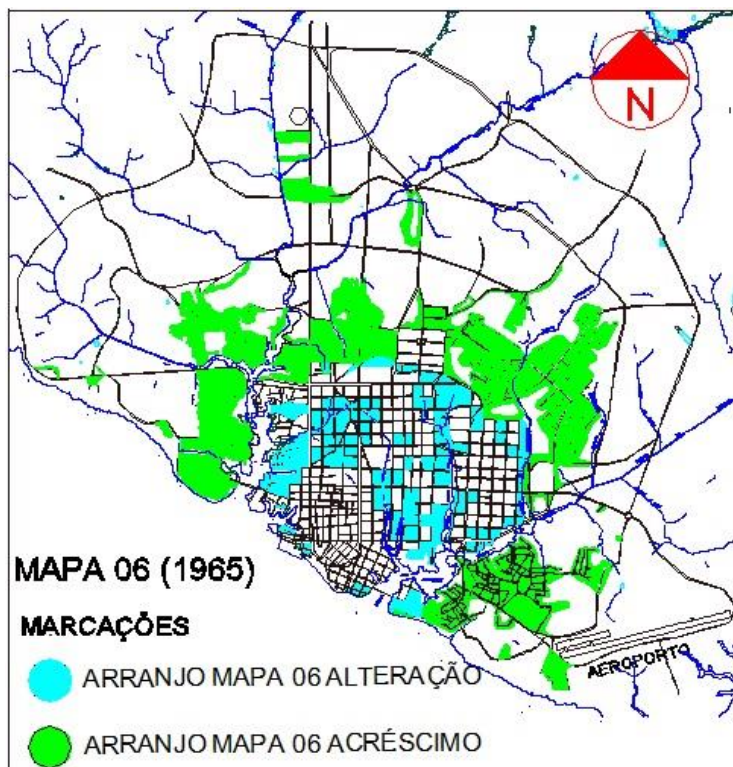 N
MAPA 06 (1965)
MARCAÇÕES
AEROPORTO
ARRANJO MAPA 06 ALTERAÇÃO
ARRANJO MAPA 06 ACRÉSCIMO